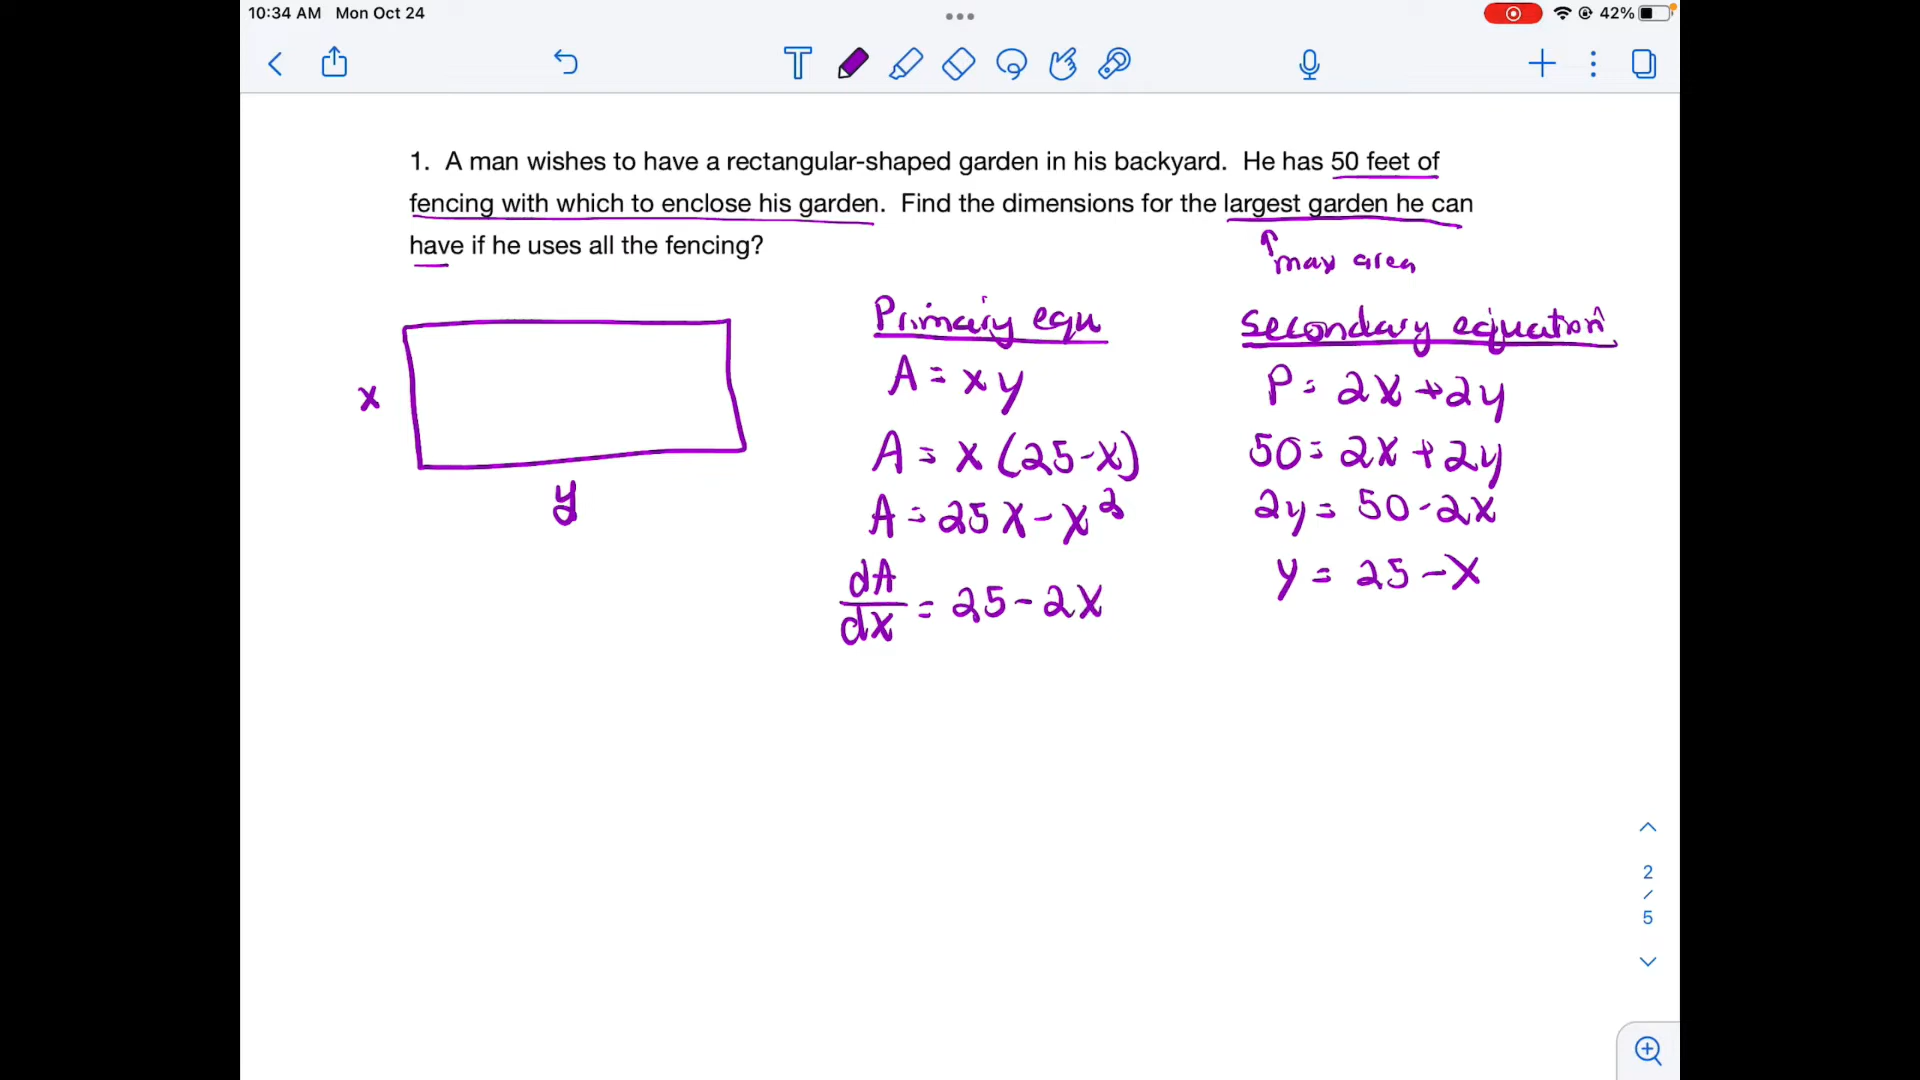 10:34 AM Mon Oct 24
42%
T
1. A man wishes to have a rectangular-shaped garden in his backyard. He has 50 feet of
fencing with which to enclose his garden. Find the dimensions for the largest garden he can
have if he uses all the fencing?
max area
Primary equ
Secondary equation
A = xy
P = 2x + 2y
x
A = x (25-x)
50 = 2x + 2y
A = 25x - x²
2y = 50 - 2x
y
dA/dx = 25 - 2x
y = 25 - x
2
/
5